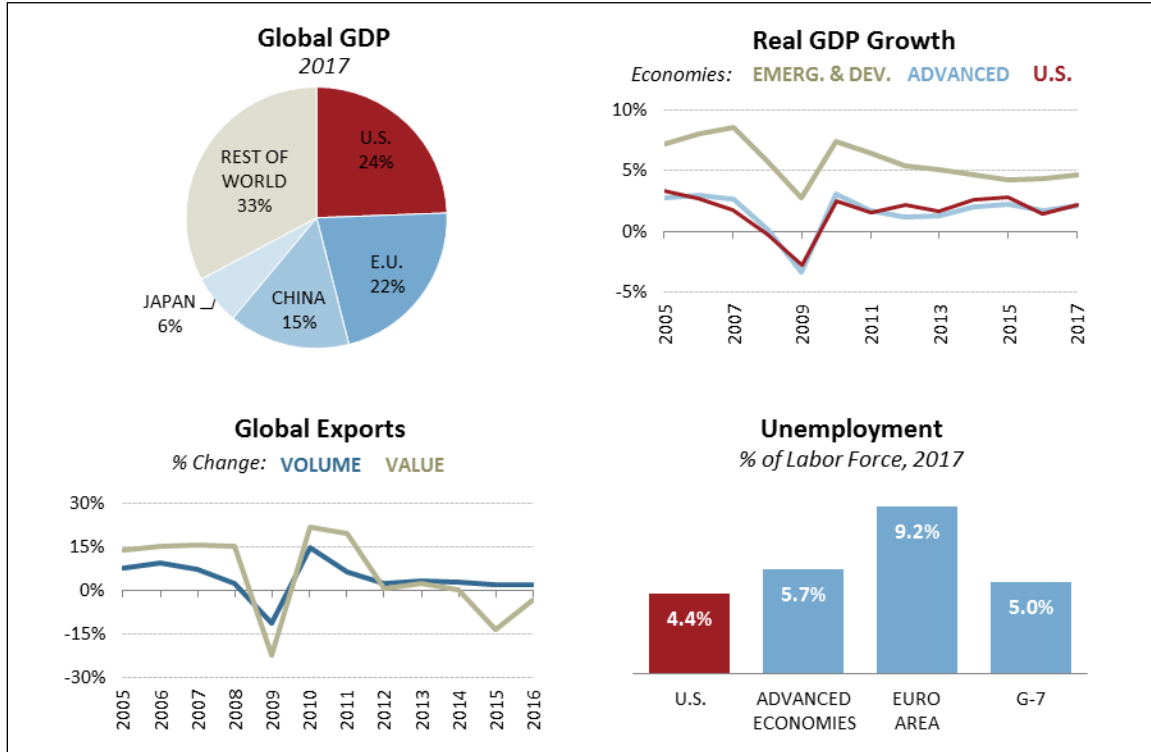 Global GDP
2017
U.S.
24%
E.U.
22%
CHINA
15%
JAPAN
6%
REST OF
WORLD
33%
Real GDP Growth
Economies: EMERG. & DEV. ADVANCED U.S.
10%
5%
0%
-5%
2005
2007
2009
2011
2013
2015
2017
Global Exports
% Change: VOLUME VALUE
30%
15%
0%
-15%
-30%
2005
2006
2007
2008
2009
2010
2011
2012
2013
2014
2015
2016
Unemployment
% of Labor Force, 2017
4.4%
5.7%
9.2%
5.0%
U.S.
ADVANCED
ECONOMIES
EURO
AREA
G-7